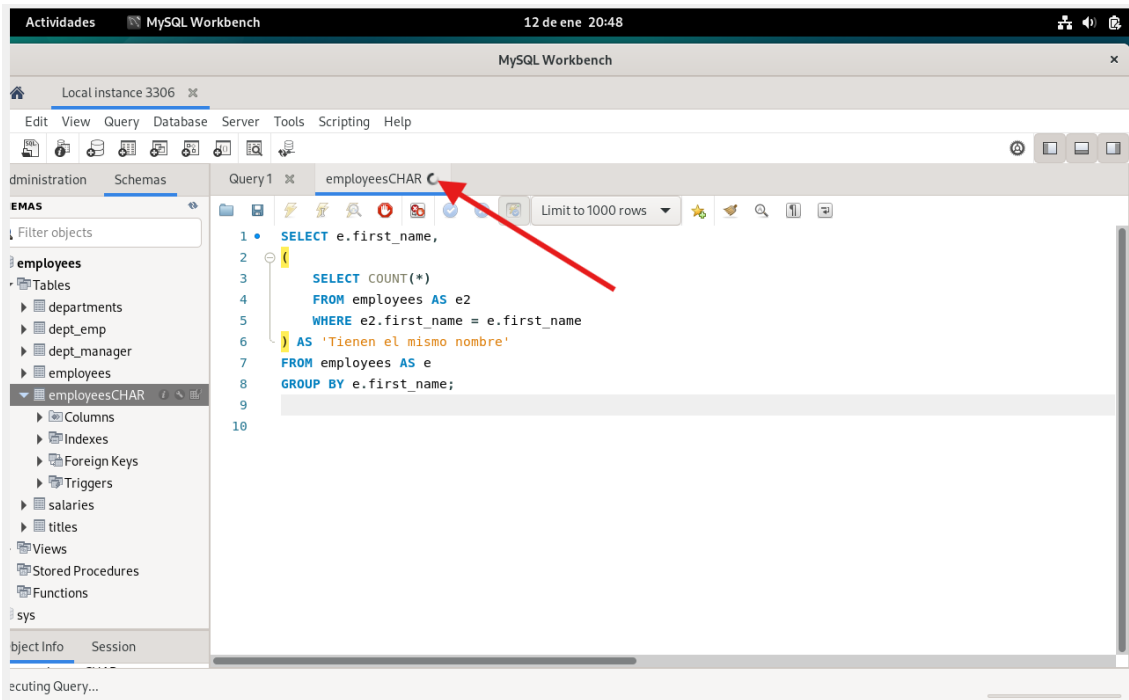 Actividades MySQL Workbench 12 de ene 20:48
MySQL Workbench ×
Local instance 3306
Edit View Query Database Server Tools Scripting Help
dministration Schemas Query 1 employeesCHAR
EMAS
Limit to 1000 rows
Filter objects
employees
Tables
departments
dept_emp
dept_manager
employees
employeesCHAR
Columns
Indexes
Foreign Keys
Triggers
salaries
titles
Views
Stored Procedures
Functions
sys
1 SELECT e.first_name,
2 (
3 SELECT COUNT(*)
4 FROM employees AS e2
5 WHERE e2.first_name = e.first_name
6 ) AS 'Tienen el mismo nombre'
7 FROM employees AS e
8 GROUP BY e.first_name;
9
10
bject Info Session
ecuting Query...